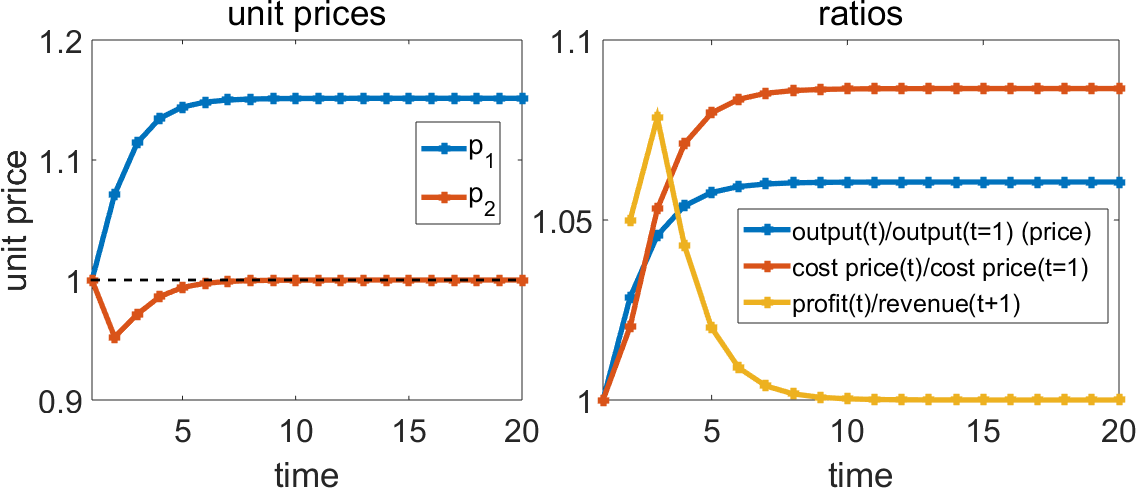 unit prices
1.2
1.1
1
0.9
unit price
p1
p2
5
10
15
20
time
ratios
1.1
1.05
1
output(t)/output(t=1) (price)
cost price(t)/cost price(t=1)
profit(t)/revenue(t+1)
5
10
15
20
time